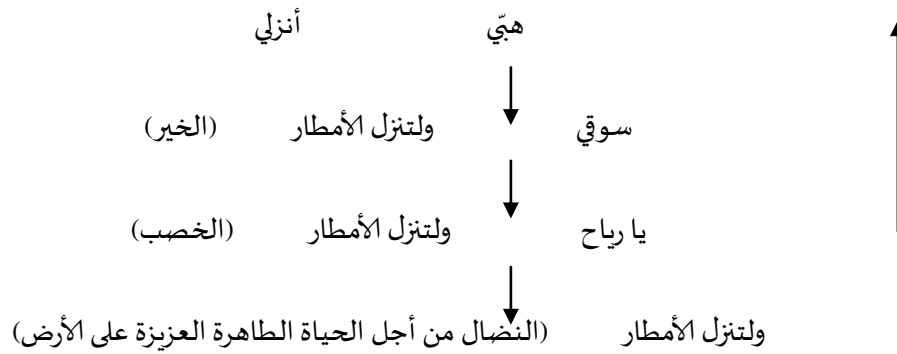 هبّي أنزلي
سوقي ولتنزل الأمطار (الخير)
يا رياح ولتنزل الأمطار (الخصب)
ولتنزل الأمطار (النضال من أجل الحياة الطاهرة العزيزة على الأرض)